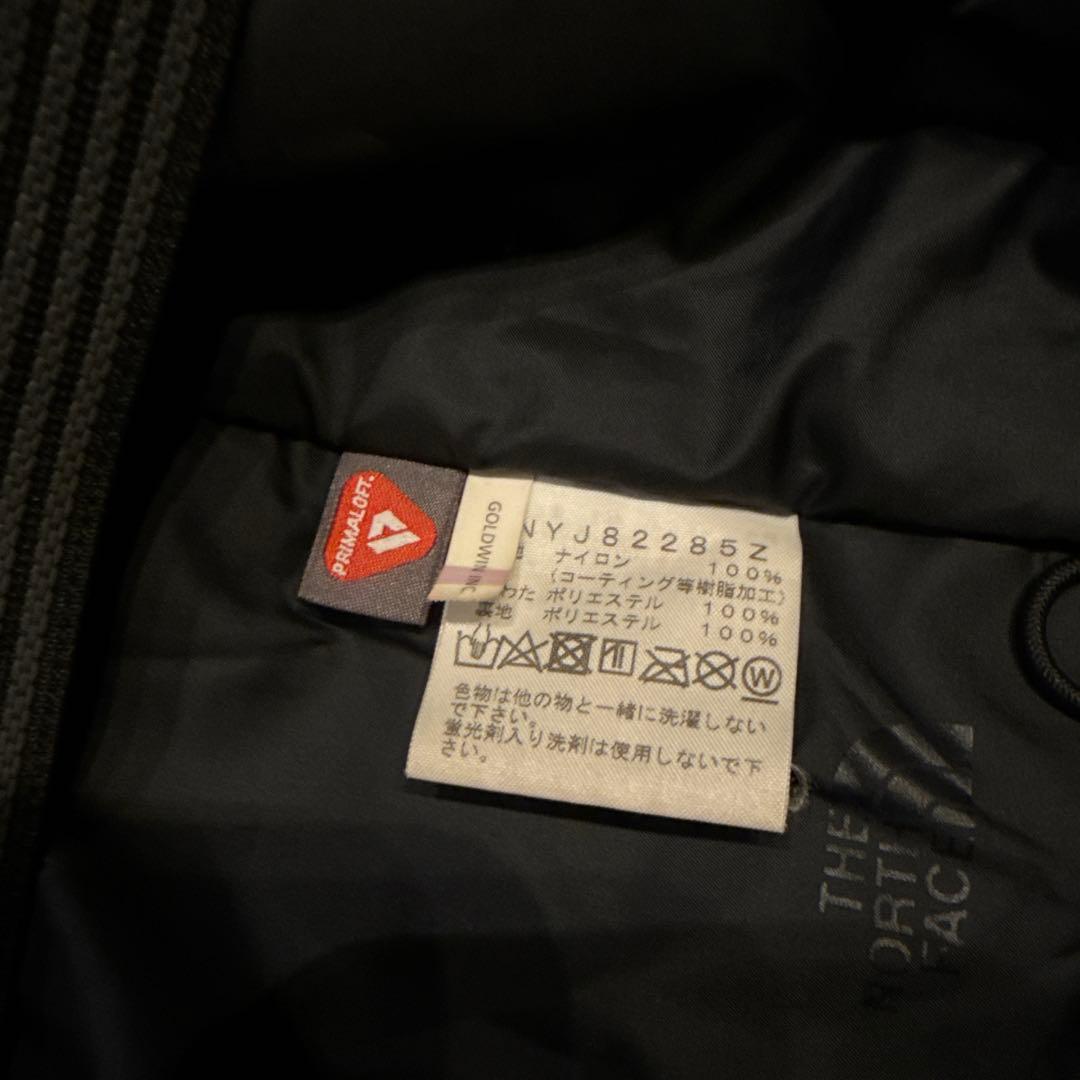 PRIMALOFT.
GOLDWIN INC
NYJ82285Z
ナイロン 100%
(コーティング等樹脂加工)
わた ポリエステル 100%
裏地 ポリエステル 100%
W
色物は他の物と一緒に洗濯しない
で下さい。
蛍光剤入り洗剤は使用しないで下
さい。
THE
NORTH
FACE